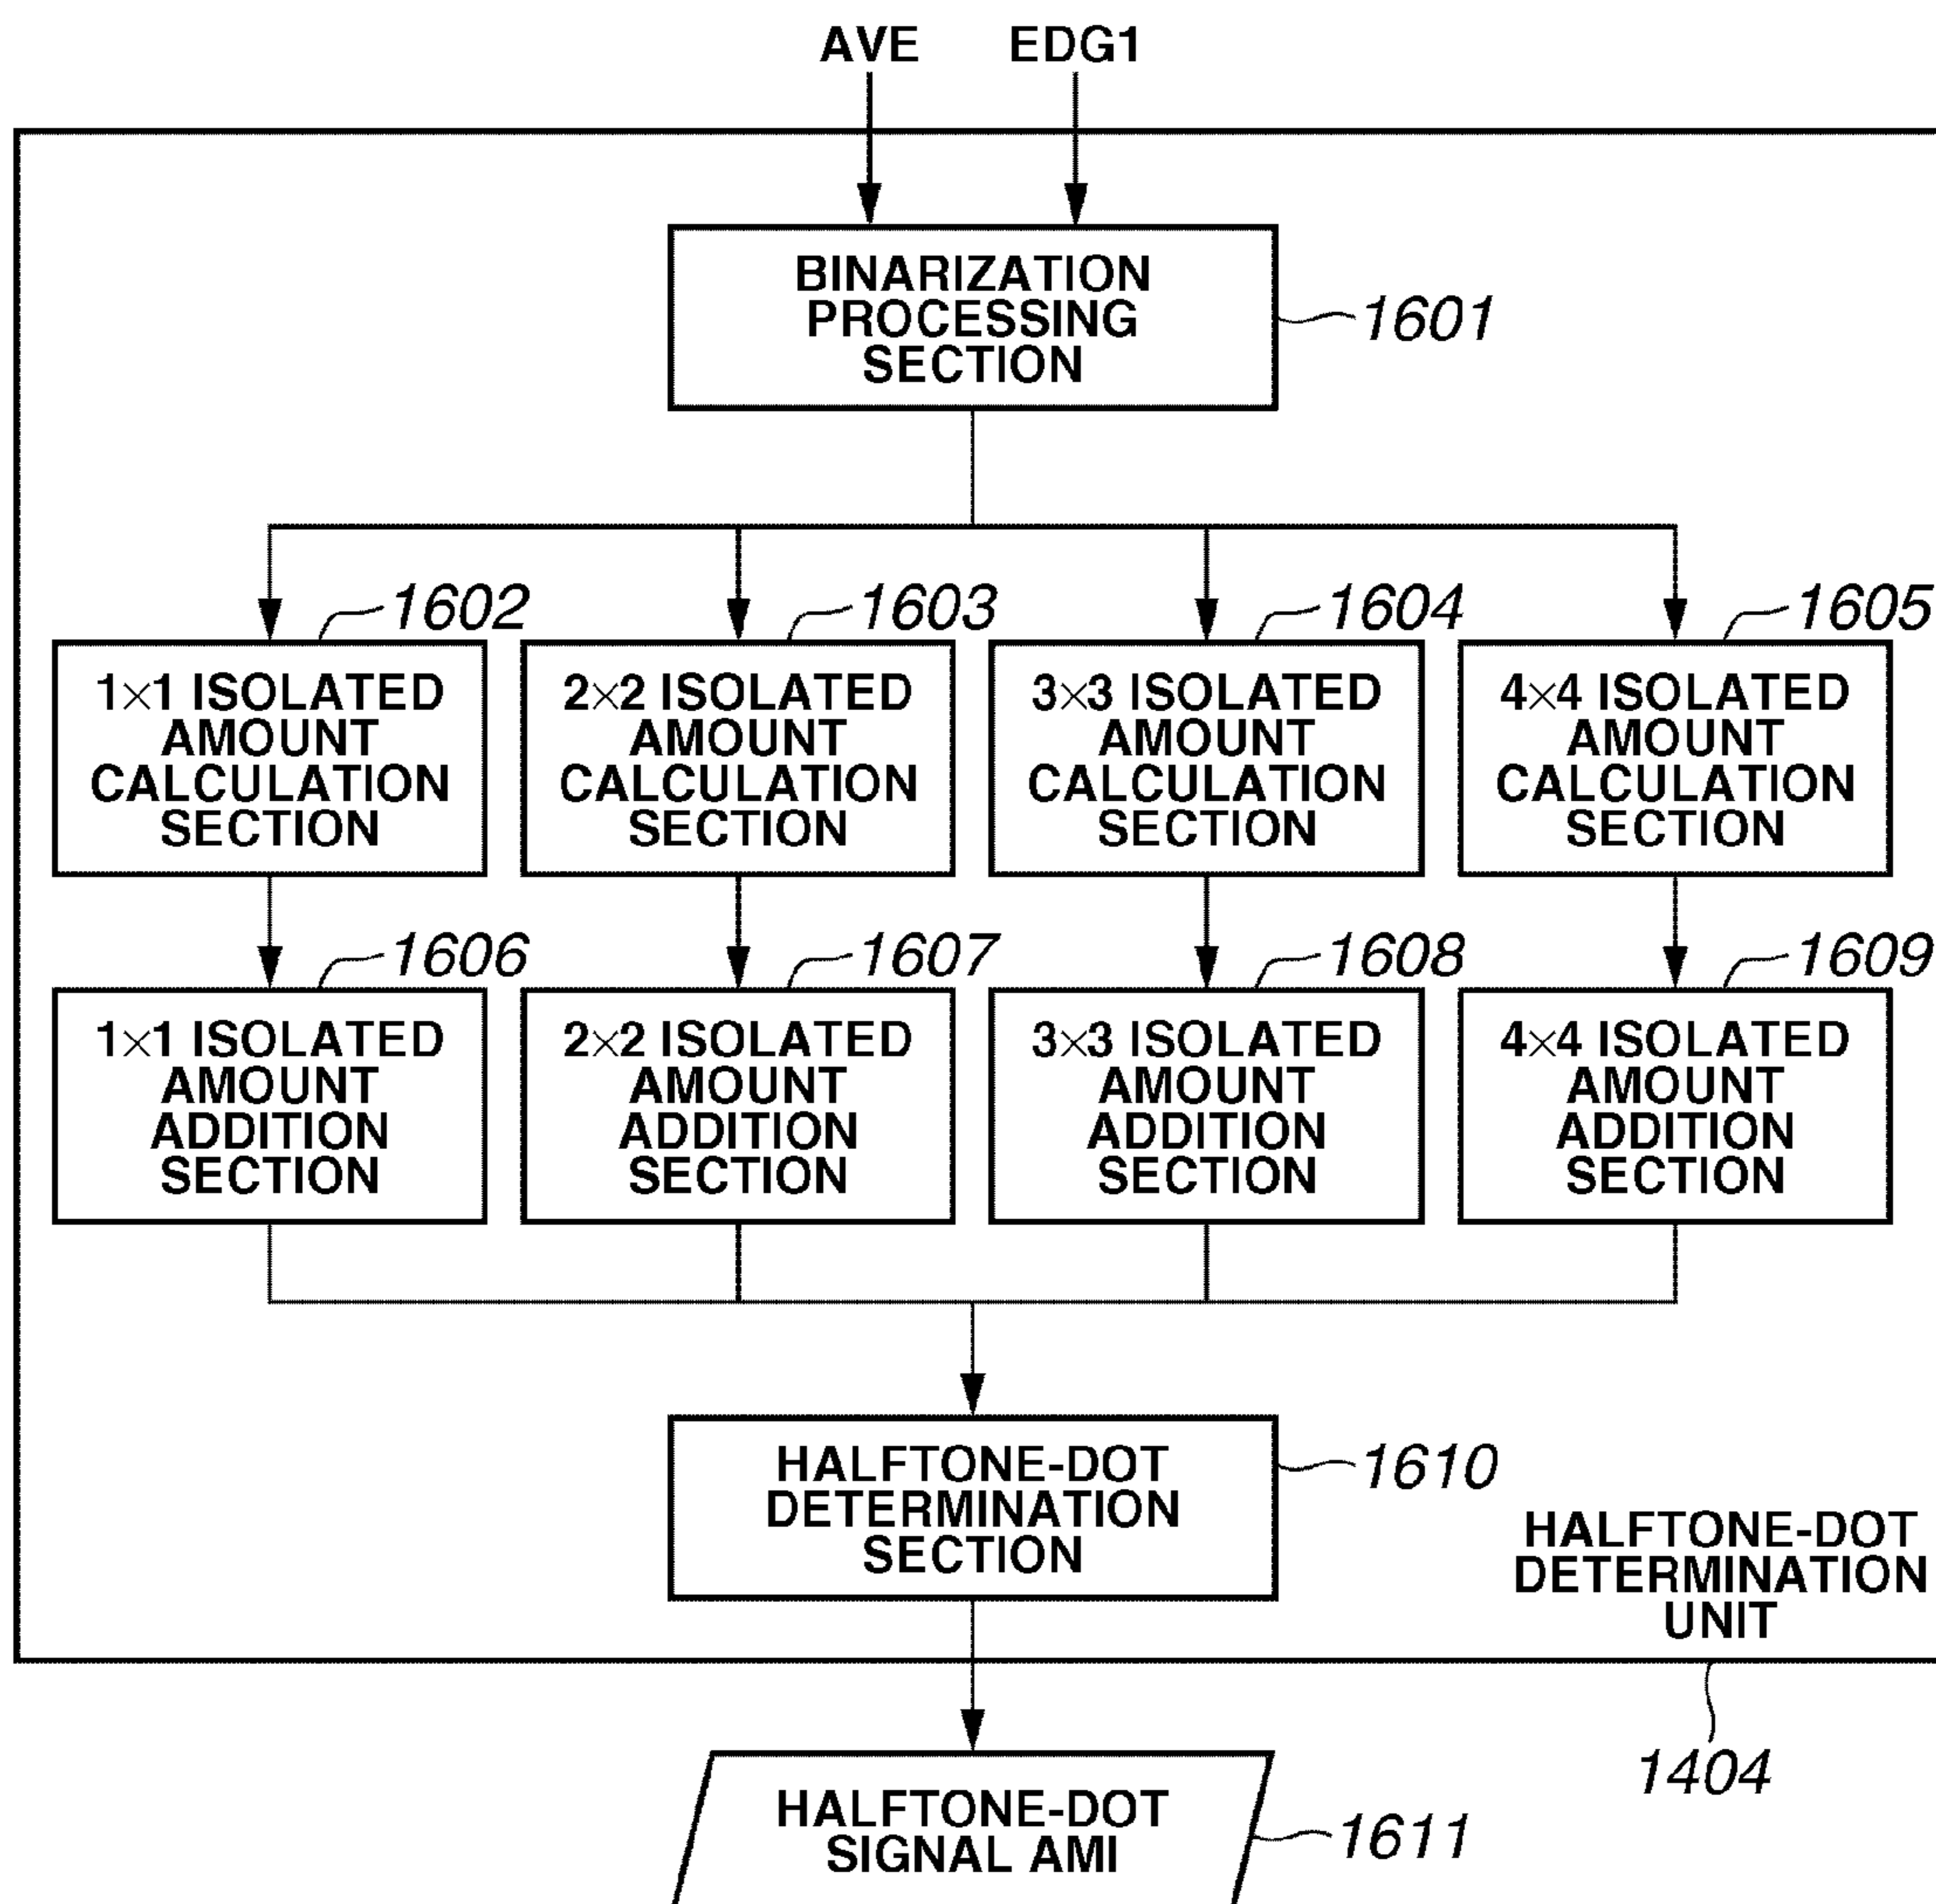 AVE EDG1
BINARIZATION
PROCESSING
SECTION
1601
1602
1×1 ISOLATED
AMOUNT
CALCULATION
SECTION
1603
2×2 ISOLATED
AMOUNT
CALCULATION
SECTION
1604
3×3 ISOLATED
AMOUNT
CALCULATION
SECTION
1605
4×4 ISOLATED
AMOUNT
CALCULATION
SECTION
1606
1×1 ISOLATED
AMOUNT
ADDITION
SECTION
1607
2×2 ISOLATED
AMOUNT
ADDITION
SECTION
1608
3×3 ISOLATED
AMOUNT
ADDITION
SECTION
1609
4×4 ISOLATED
AMOUNT
ADDITION
SECTION
HALFTONE-DOT
DETERMINATION
SECTION
1610
HALFTONE-DOT
DETERMINATION
UNIT
1404
HALFTONE-DOT
SIGNAL AMI
1611